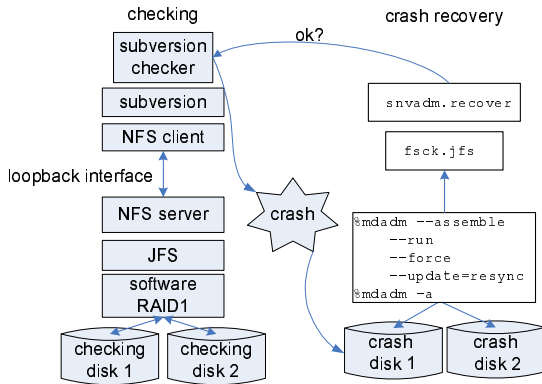 checking
subversion
checker
subversion
NFS client
loopback interface
NFS server
JFS
software
RAID1
checking
disk 1
checking
disk 2
ok?
crash
crash recovery
snvadm.recover
fsck.jfs
%mdadm --assemble
--run
--force
--update=resync
%mdadm -a
crash
disk 1
crash
disk 2